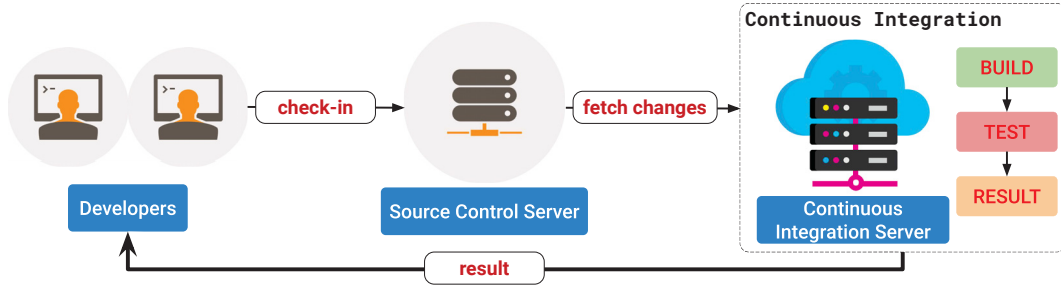 Continuous Integration
>-
>-
check-in
fetch changes
BUILD
TEST
RESULT
Developers
Source Control Server
Continuous
Integration Server
result